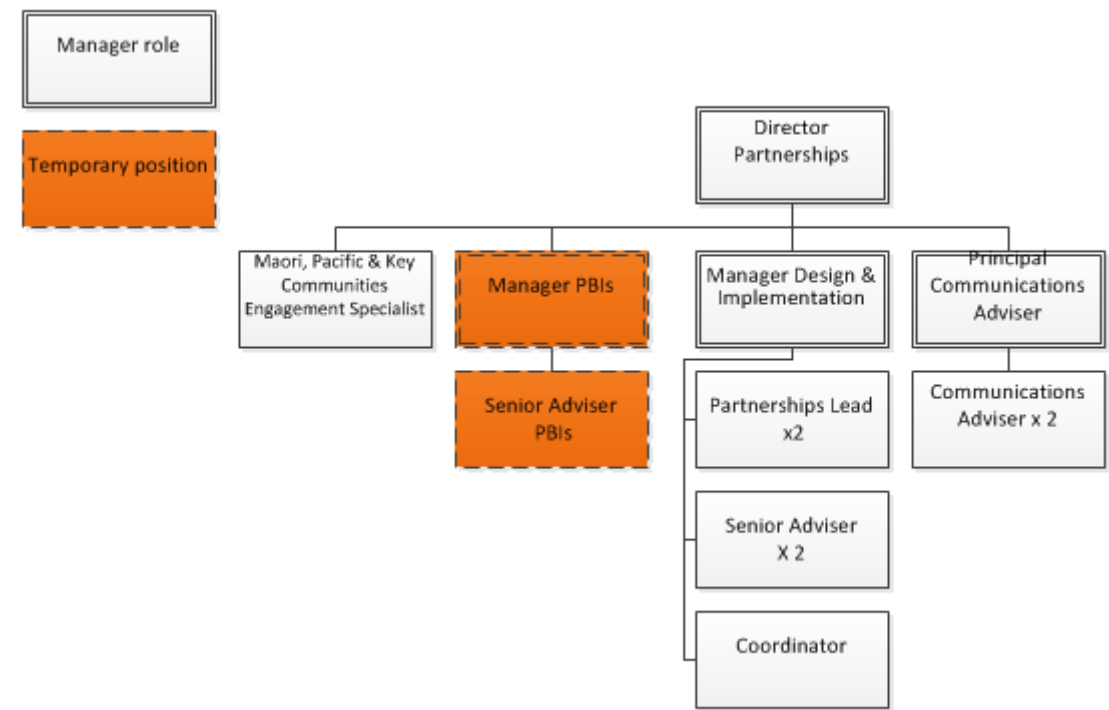 Manager role
Temporary position
Director
Partnerships
Maori, Pacific & Key
Communities
Engagement Specialist
Manager PBIs
Manager Design &
Implementation
Principal
Communications
Adviser
Senior Adviser
PBIs
Partnerships Lead
x2
Communications
Adviser x 2
Senior Adviser
X 2
Coordinator